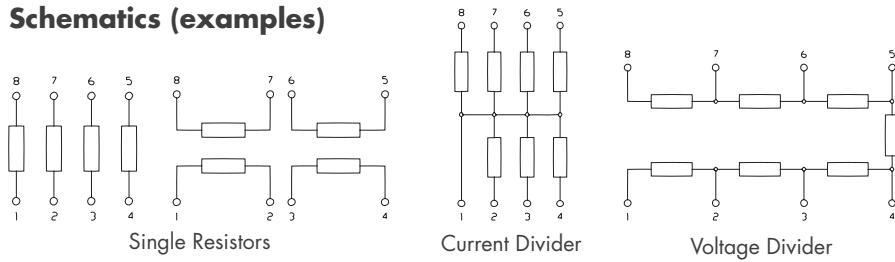 Schematics (examples)
8 7 6 5
8 7 6 5
8 7 6 5
8 7 6 5
1 2 3 4
1 2 3 4
1 2 3 4
1 2 3 4
Single Resistors
Current Divider
Voltage Divider